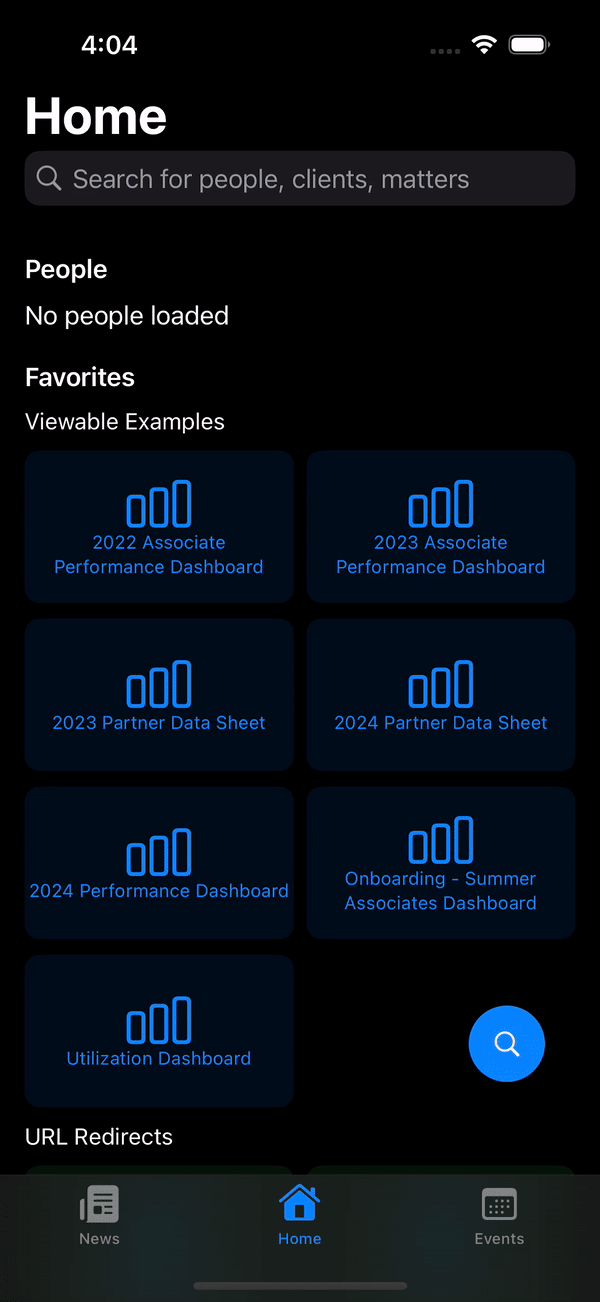 4:04
Home
Search for people, clients, matters
People
No people loaded
Favorites
Viewable Examples
2022 Associate
Performance Dashboard
2023 Associate
Performance Dashboard
2023 Partner Data Sheet
2024 Partner Data Sheet
2024 Performance Dashboard
Onboarding - Summer
Associates Dashboard
Utilization Dashboard
URL Redirects
News
Home
Events